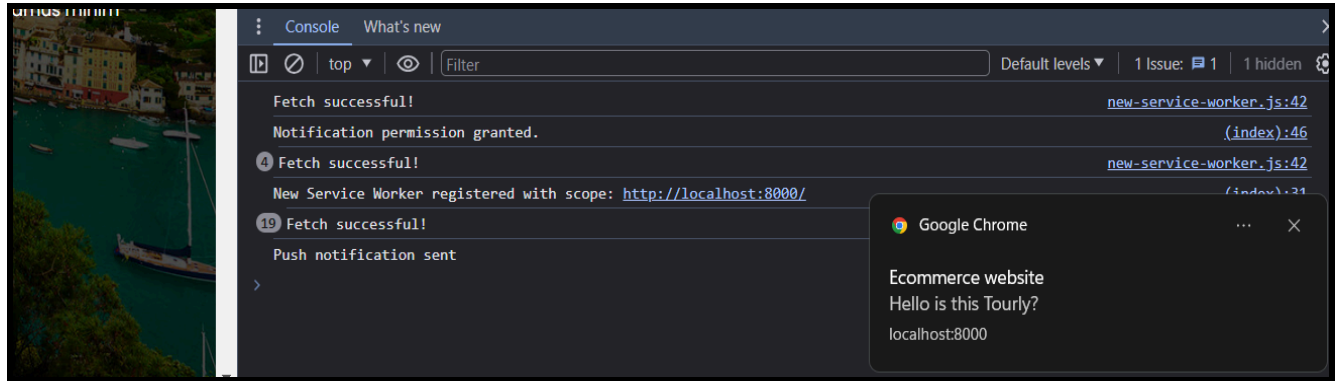 Console What's new
top Filter Default levels 1 Issue: 1 1 hidden
Fetch successful! new-service-worker.js:42
Notification permission granted. (index):46
4 Fetch successful! new-service-worker.js:42
New Service Worker registered with scope: http://localhost:8000/ (index):31
19 Fetch successful!
Push notification sent
Google Chrome
Ecommerce website
Hello is this Tourly?
localhost:8000